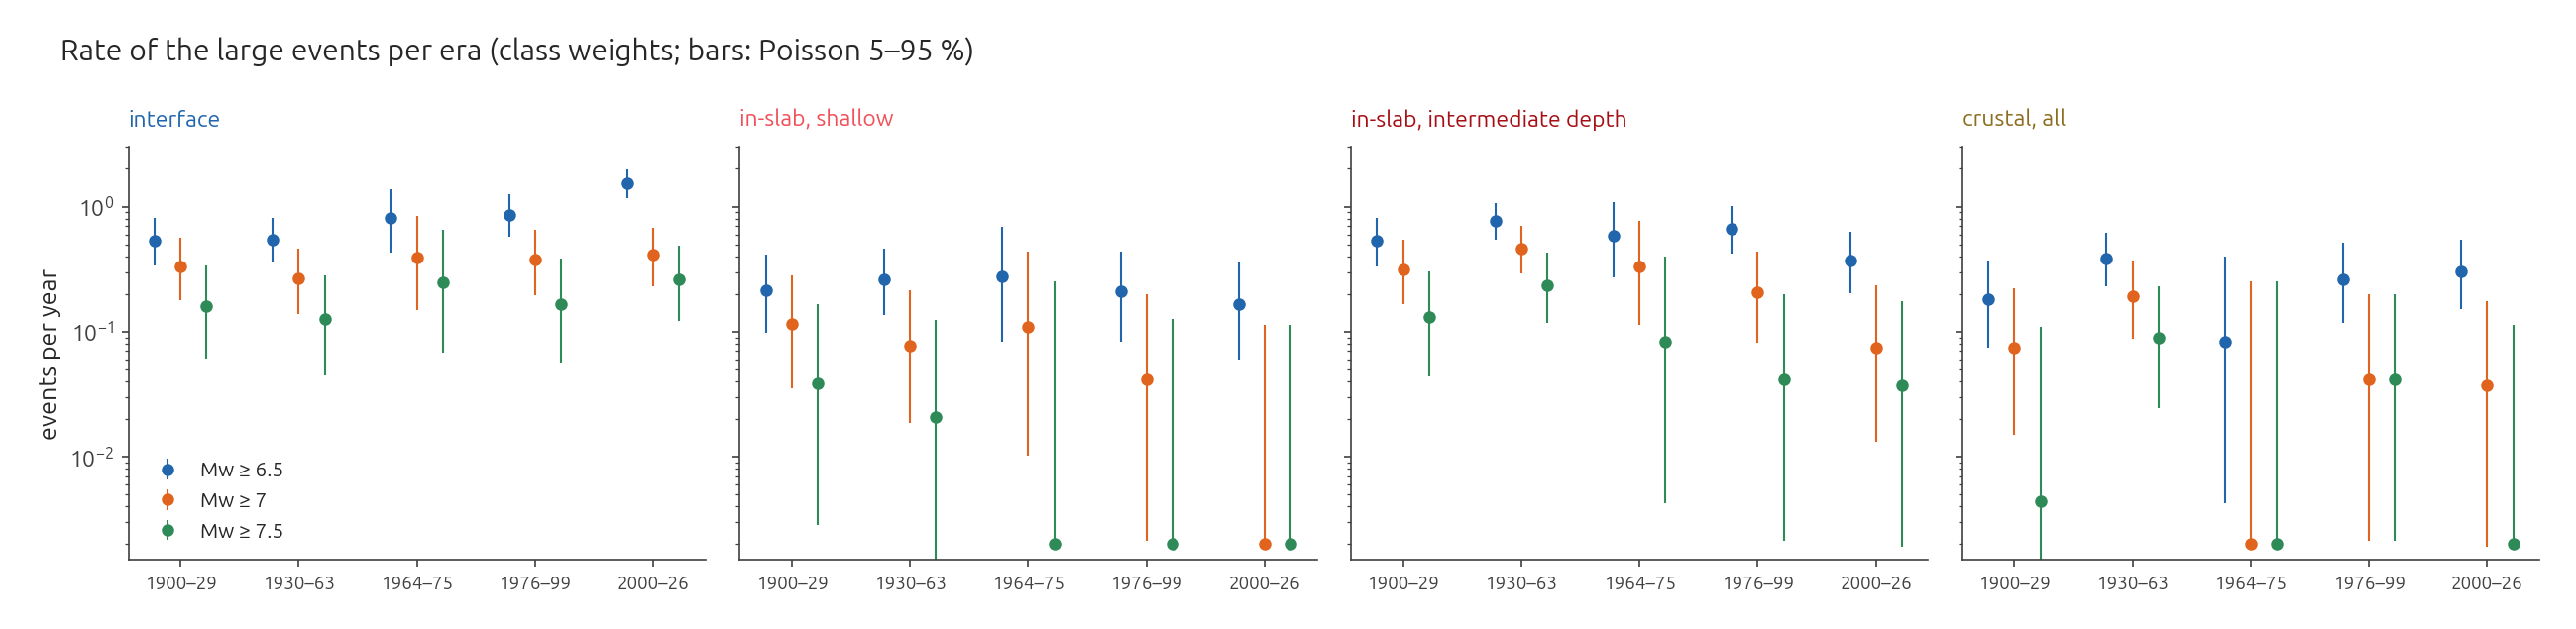 Rate of the large events per era (class weights; bars: Poisson 5–95 %)
interface
in-slab, shallow
in-slab, intermediate depth
crustal, all
events per year
10⁰
10⁻¹
10⁻²
Mw ≥ 6.5
Mw ≥ 7
Mw ≥ 7.5
1900–29 1930–63 1964–75 1976–99 2000–26
1900–29 1930–63 1964–75 1976–99 2000–26
1900–29 1930–63 1964–75 1976–99 2000–26
1900–29 1930–63 1964–75 1976–99 2000–26